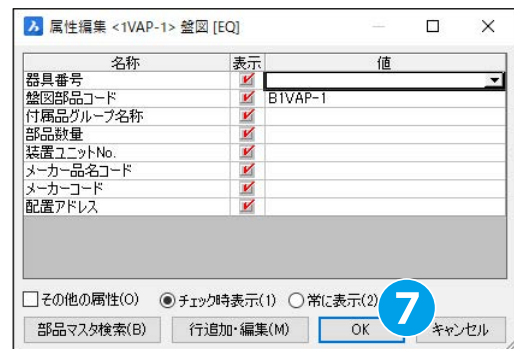 属性編集 <1VAP-1> 盤図 [EQ]
名称 表示 値
器具番号
盤図部品コード B1VAP-1
付属品グループ名称
部品数量
装置ユニットNo.
メーカー品名コード
メーカーコード
配置アドレス
その他の属性(O) チェック時表示(1) 常に表示(2)
7
部品マスタ検索(B) 行追加・編集(M) OK キャンセル